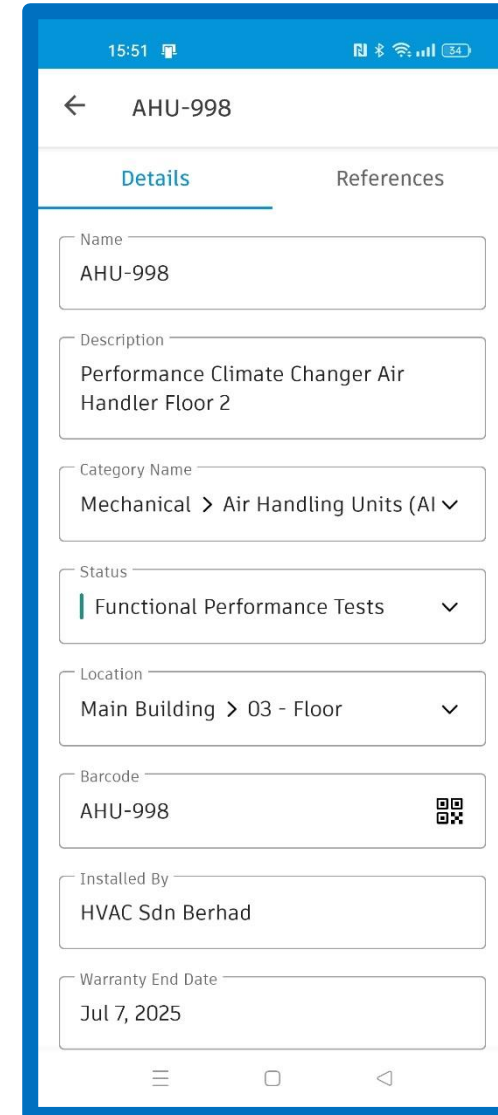 15:51 34
AHU-998
Details References
Name
AHU-998
Description
Performance Climate Changer Air
Handler Floor 2
Category Name
Mechanical > Air Handling Units (AI
Status
Functional Performance Tests
Location
Main Building > 03 - Floor
Barcode
AHU-998
Installed By
HVAC Sdn Berhad
Warranty End Date
Jul 7, 2025